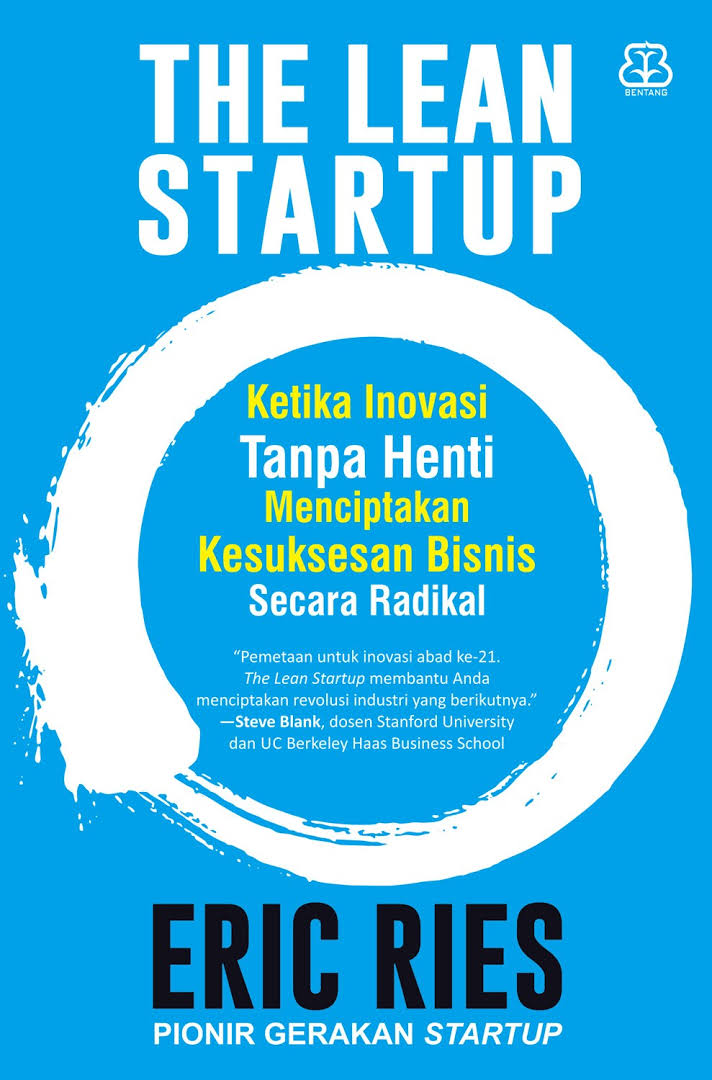 THE LEAN
STARTUP
BENTANG
Ketika Inovasi
Tanpa Henti
Menciptakan
Kesuksesan Bisnis
Secara Radikal
“Pemetaan untuk inovasi abad ke-21.
The Lean Startup membantu Anda
menciptakan revolusi industri yang berikutnya.”
—Steve Blank, dosen Stanford University
dan UC Berkeley Haas Business School
ERIC RIES
PIONIR GERAKAN STARTUP